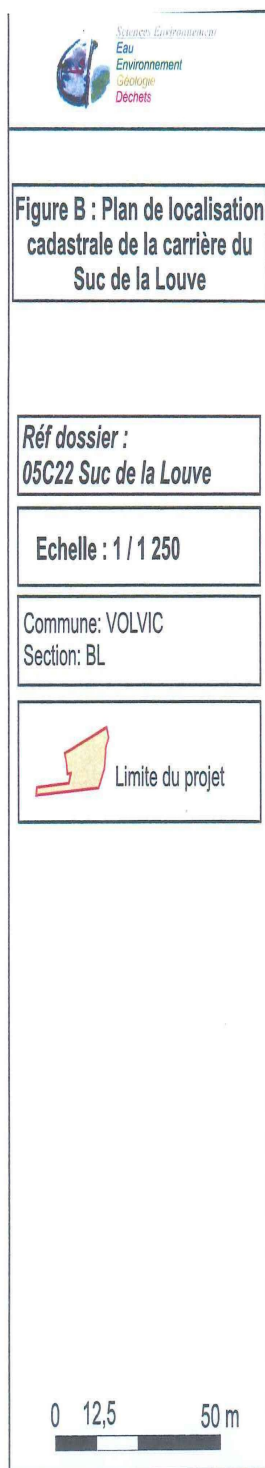 Sciences Environnement
Eau
Environnement
Géologie
Déchets
Figure B : Plan de localisation
cadastrale de la carrière du
Suc de la Louve
Réf dossier :
05C22 Suc de la Louve
Echelle : 1 / 1 250
Commune: VOLVIC
Section: BL
Limite du projet
0 12,5 50 m